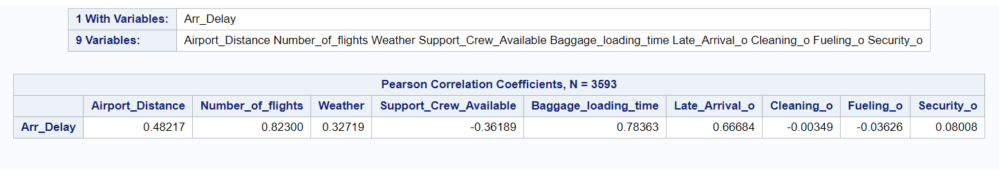 1 With Variables: Arr_Delay
9 Variables: Airport_Distance Number_of_flights Weather Support_Crew_Available Baggage_loading_time Late_Arrival_o Cleaning_o Fueling_o Security_o
Pearson Correlation Coefficients, N = 3593
Airport_Distance Number_of_flights Weather Support_Crew_Available Baggage_loading_time Late_Arrival_o Cleaning_o Fueling_o Security_o
Arr_Delay 0.48217 0.82300 0.32719 -0.36189 0.78363 0.66684 -0.00349 -0.03626 0.08008